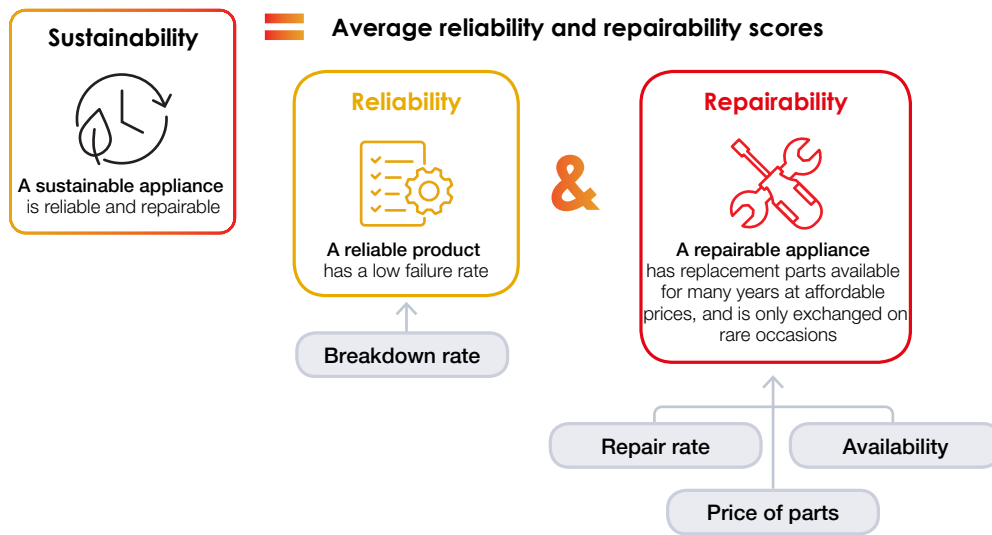 Sustainability
A sustainable appliance
is reliable and repairable
Average reliability and repairability scores
Reliability
A reliable product
has a low failure rate
Breakdown rate
&
Repairability
A repairable appliance
has replacement parts available
for many years at affordable
prices, and is only exchanged on
rare occasions
Repair rate
Availability
Price of parts